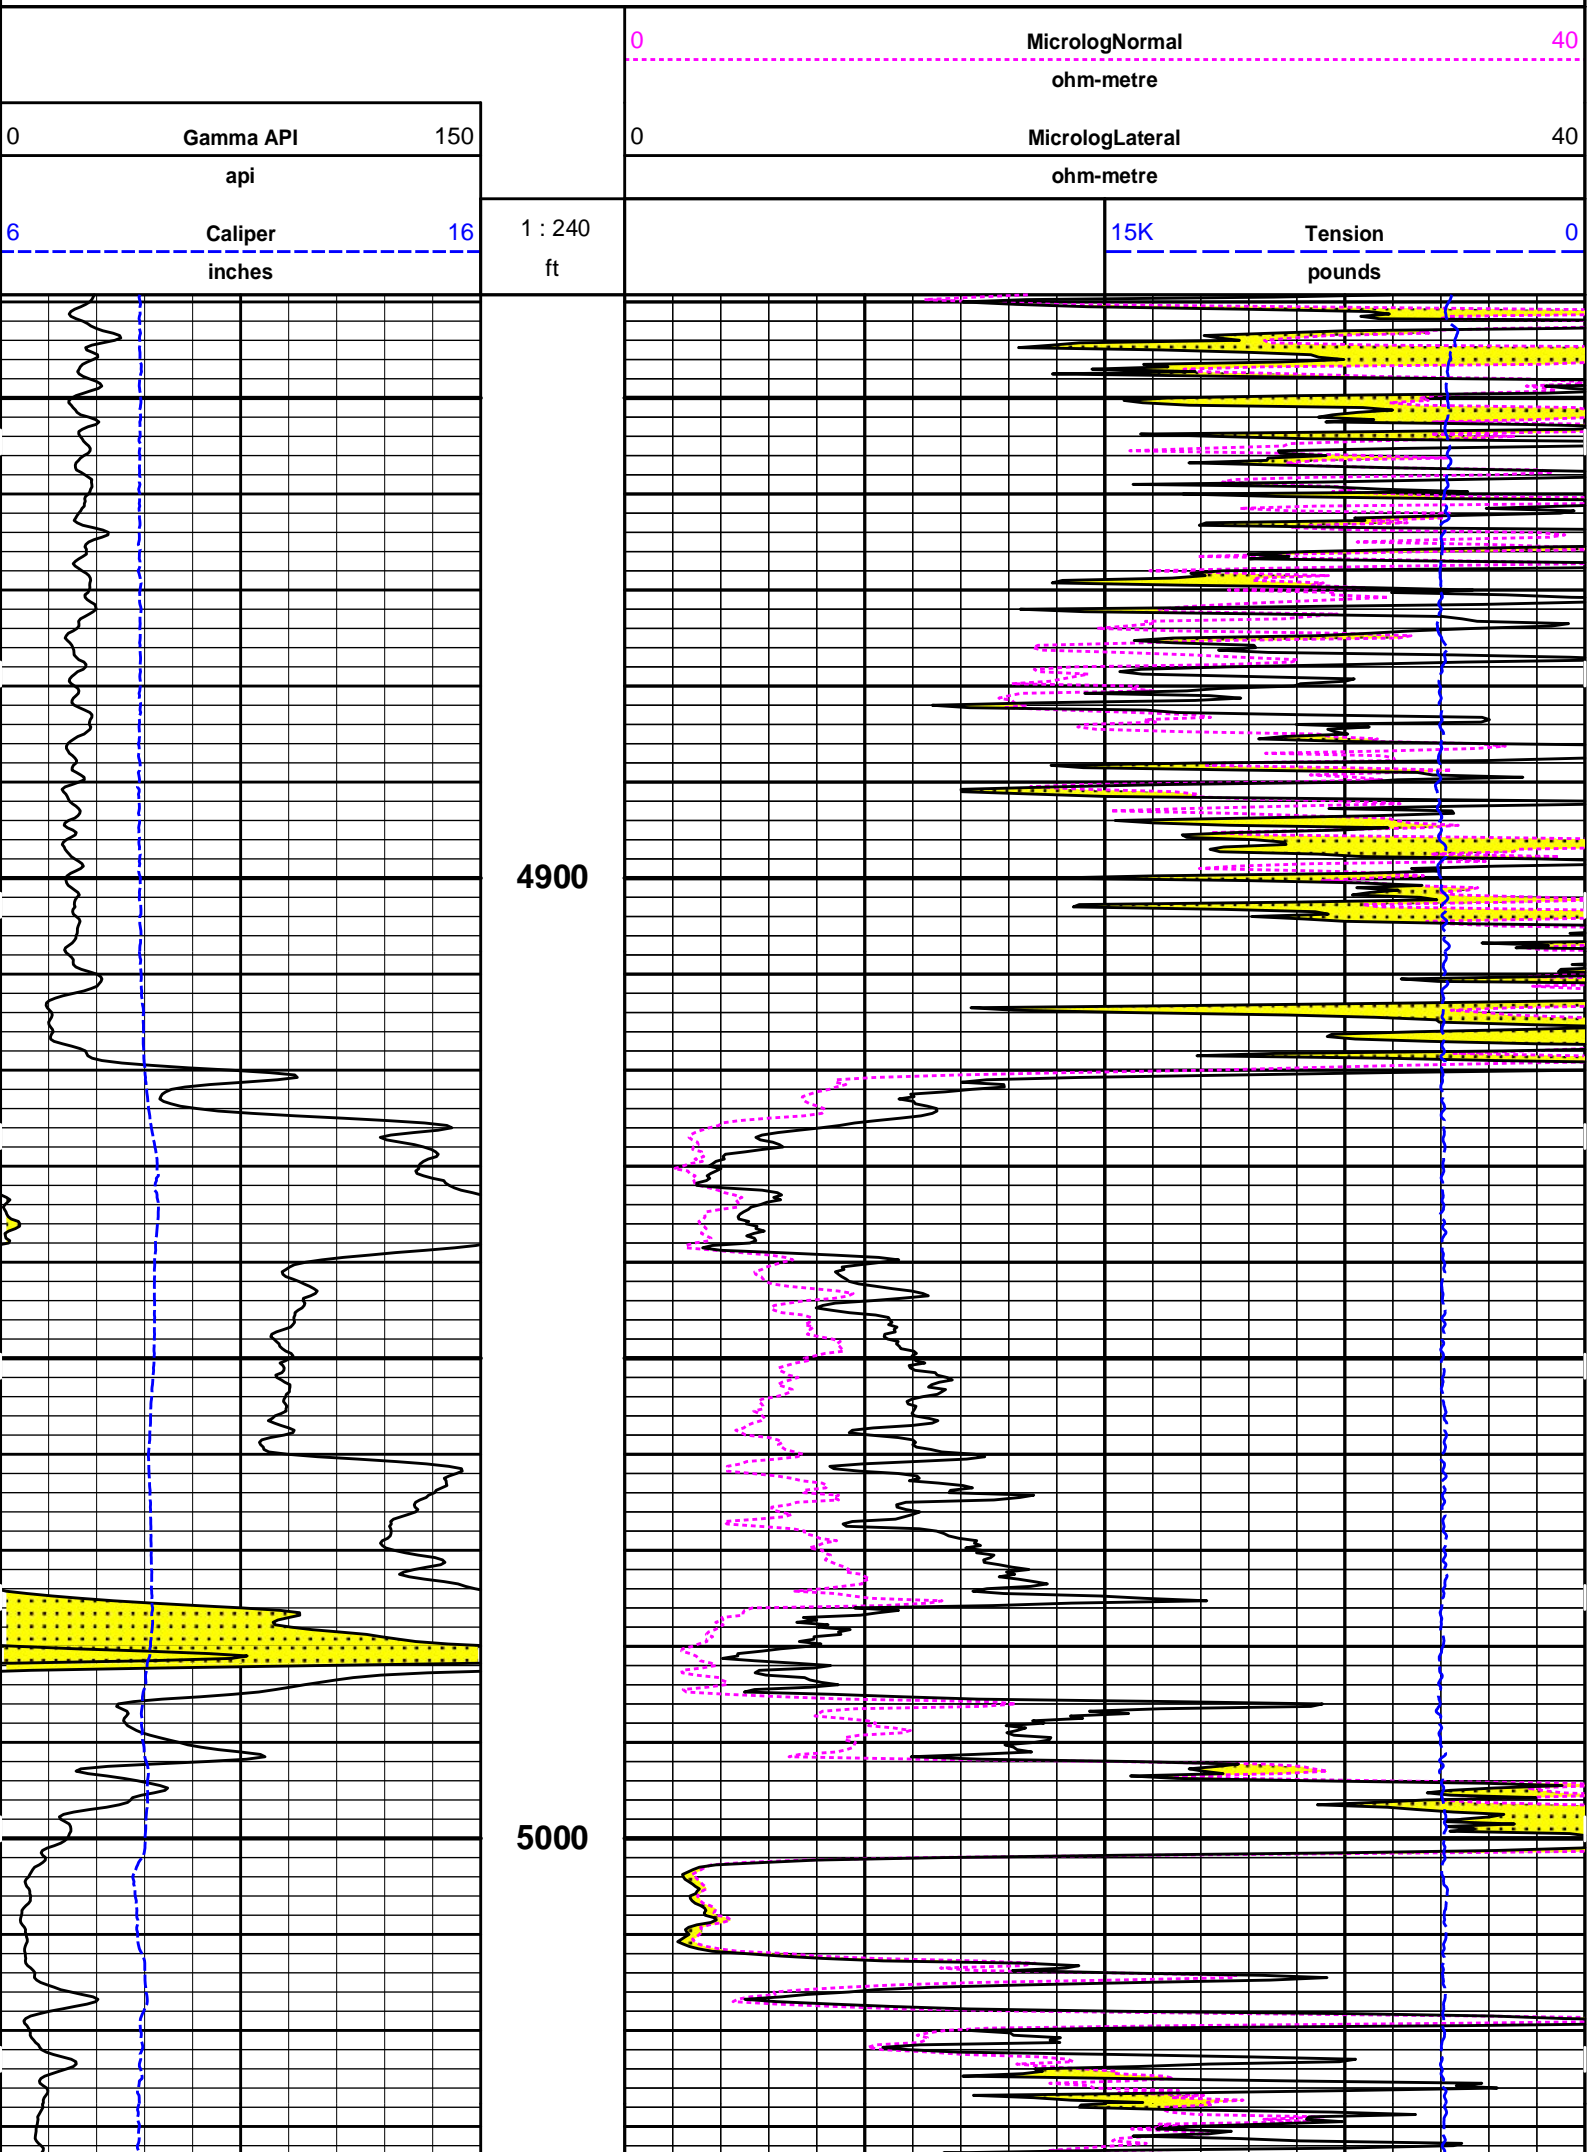 0 MicrologNormal 40
ohm-metre
0 Gamma API 150
0 MicrologLateral 40
api
ohm-metre
6 Caliper 16
1 : 240
15K Tension 0
inches
ft
pounds
4900
5000